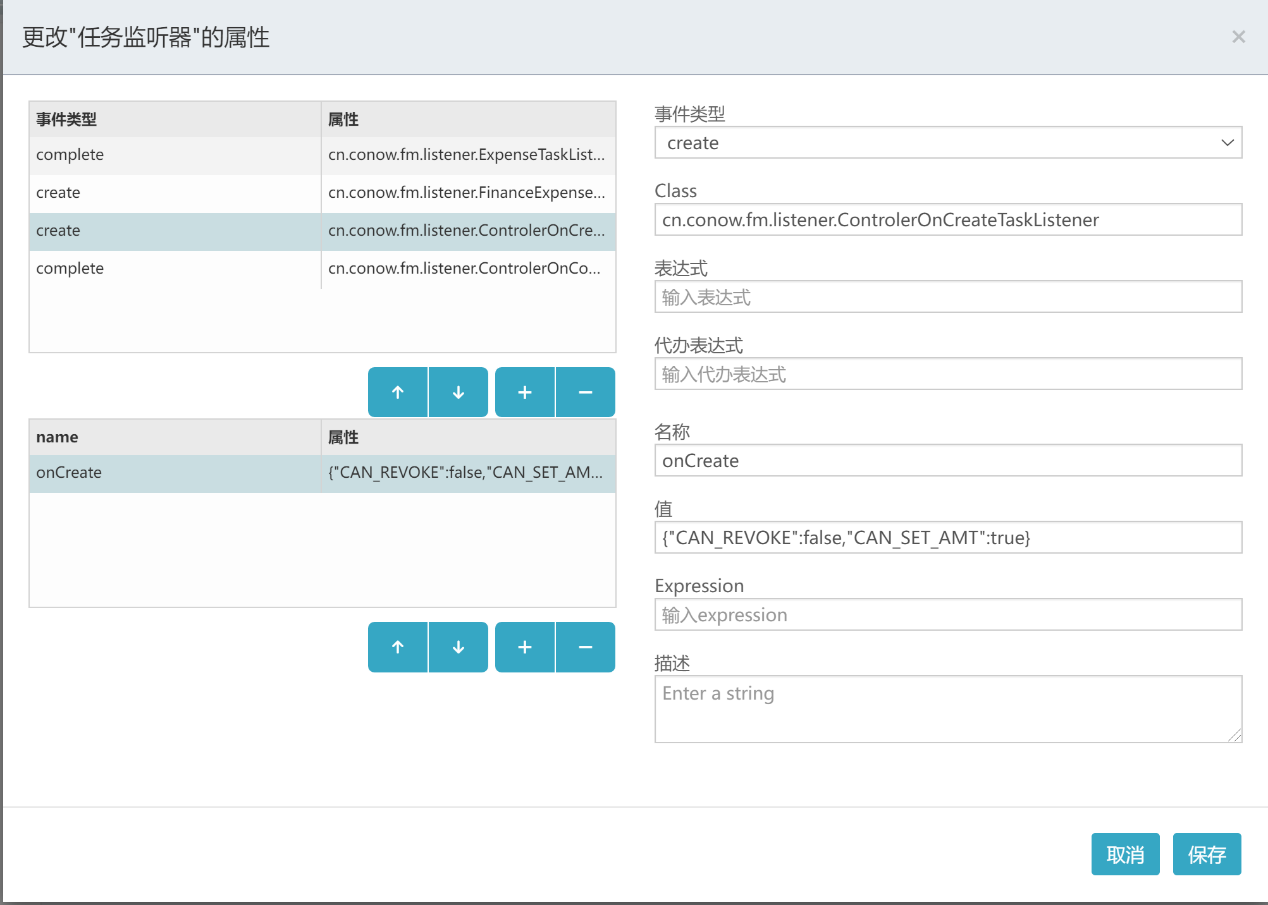 更改"任务监听器"的属性
×
事件类型 属性
complete cn.conow.fm.listener.ExpenseTaskList...
create cn.conow.fm.listener.FinanceExpense...
create cn.conow.fm.listener.ControlerOnCre...
complete cn.conow.fm.listener.ControlerOnCo...
name 属性
onCreate {"CAN_REVOKE":false,"CAN_SET_AM...
事件类型
create
Class
cn.conow.fm.listener.ControlerOnCreateTaskListener
表达式
输入表达式
代办表达式
输入代办表达式
名称
onCreate
值
{"CAN_REVOKE":false,"CAN_SET_AMT":true}
Expression
输入expression
描述
Enter a string
取消 保存